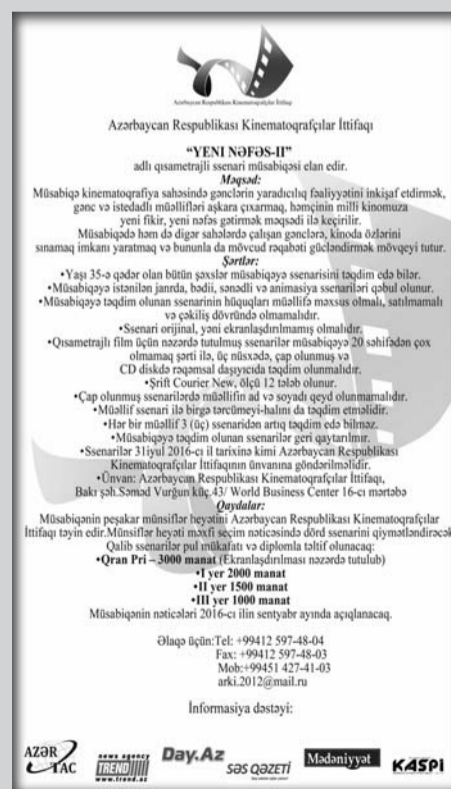 Azərbaycan Respublikası Kinematoqrafçılar İttifaqı
Azərbaycan Respublikası Kinematoqrafçılar İttifaqı
“YENI NƏFƏS-II”
adlı qısametrajli ssenari müsabiqəsi elan edir.
Məqsəd:
Müsabiqə kinematoqrafiya sahəsində gənclərin yaradıcılıq fəaliyyətini inkişaf etdirmək,
gənc və istedadlı müəllifləri aşkara çıxarmaq, həmçinin milli kinomuza
yeni fikir, yeni nəfəs gətirmək məqsədi ilə keçirilir.
Müsabiqədə həm də digər sahələrdə çalışan gənclərə, kinoda özlərini
sınamaq imkanı yaratmaq və bununla da mövcud rəqabəti gücləndirmək mövqeyi tutur.
Şərtlər:
•Yaşı 35-ə qədər olan bütün şəxslər müsabiqəyə ssenarisini təqdim edə bilər.
•Müsabiqəyə istənilən janrda, bədii, sənədli və animasiya ssenariləri qəbul olunur.
•Müsabiqəyə təqdim olunan ssenarinin hüquqları müəllifə məxsus olmalı, satılmamalı
və çəkiliş dövründə olmamalıdır.
•Ssenari orijinal, yəni ekranlaşdırılmamış olmalıdır.
•Qısametrajlı film üçün nəzərdə tutulmuş ssenarilər müsabiqəyə 20 səhifədən çox
olmamaq şərti ilə, üç nüsxədə, çap olunmuş və
CD diskdə rəqəmsal daşıyıcıda təqdim olunmalıdır.
•Şrift Courier New, ölçü 12 tələb olunur.
•Çap olunmuş ssenarilərdə müəllifin ad və soyadı qeyd olunmamalıdır.
•Müəllif ssenari ilə birgə tərcümeyi-halını da təqdim etməlidir.
•Hər bir müəllif 3 (üç) ssenaridən artıq təqdim edə bilməz.
•Müsabiqəyə təqdim olunan ssenarilər geri qaytarılmır.
•Ssenarilər 31iyul 2016-cı il tarixinə kimi Azərbaycan Respublikası
Kinematoqrafçılar İttifaqının ünvanına göndərilməlidir.
•Ünvan: Azərbaycan Respublikası Kinematoqrafçılar İttifaqı,
Bakı şəh.Səməd Vurğun küç.43/ World Business Center 16-cı mərtəbə
Qaydalar:
Müsabiqənin peşəkar münsiflər heyətini Azərbaycan Respublikası Kinematoqrafçılar
İttifaqı təyin edir.Münsiflər heyəti məxfi seçim nəticəsində dörd ssenarini qiymətləndirəcək.
Qalib ssenarilər pul mükafatı və diplomla təltif olunacaq:
•Qran Pri – 3000 manat (Ekranlaşdırılması nəzərdə tutulub)
•I yer 2000 manat
•II yer 1500 manat
•III yer 1000 manat
Müsabiqənin nəticələri 2016-cı ilin sentyabr ayında açıqlanacaq.
Əlaqə üçün:Tel: +99412 597-48-04
Fax: +99412 597-48-03
Mob:+99451 427-41-03
arki.2012@mail.ru
İnformasiya dəstəyi:
AZƏR
TAC
news agency
TREND
www.trend.az
Day.Az
SƏS QƏZETİ
Mədəniyyət
KASPİ